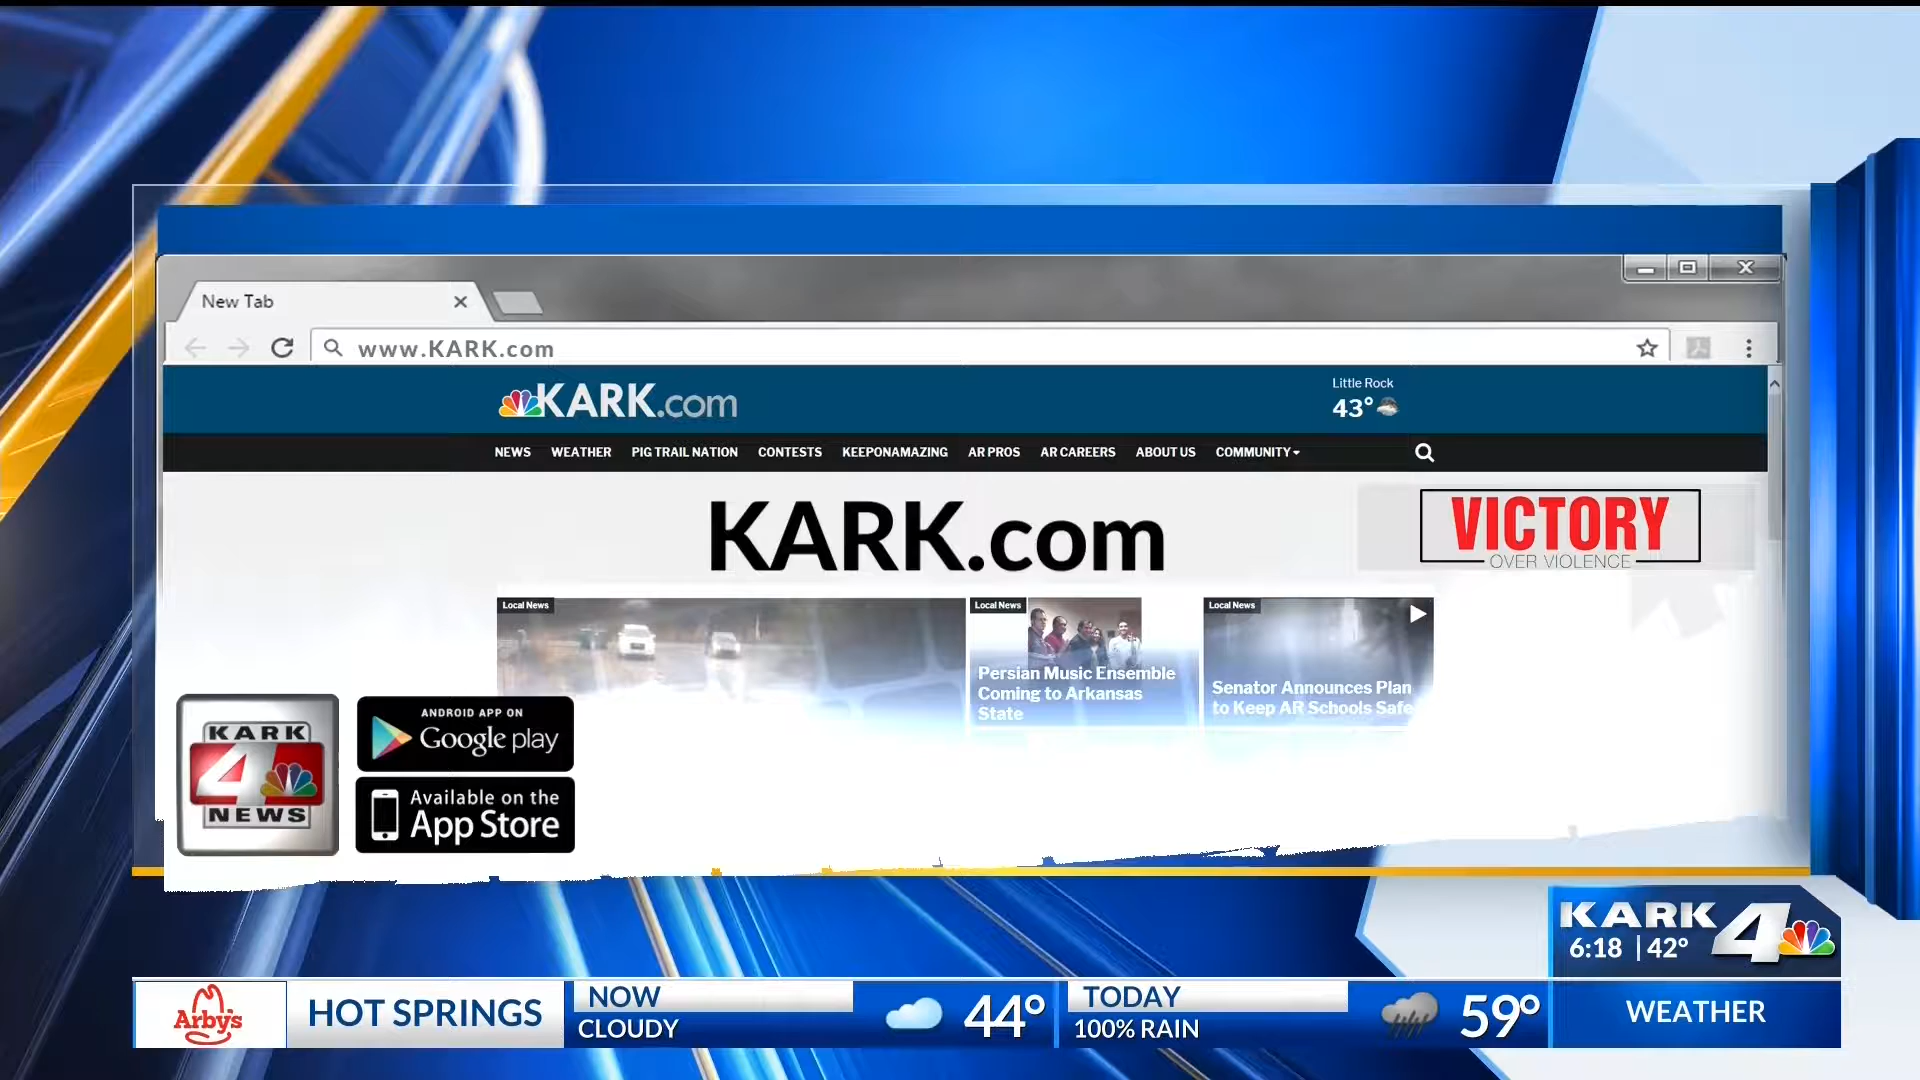 New Tab
www.KARK.com
KARK.com
Little Rock
43°
NEWS WEATHER PIG TRAIL NATION CONTESTS KEEPONAMAZING AR PROS AR CAREERS ABOUT US COMMUNITY
KARK.com
VICTORY
OVER VIOLENCE
Local News
Local News
Persian Music Ensemble
Coming to Arkansas
State
Local News
Senator Announces Plan
to Keep AR Schools Safe
KARK
4
NEWS
ANDROID APP ON
Google play
Available on the
App Store
KARK 4
6:18 | 42°
Arby's
HOT SPRINGS
NOW
CLOUDY
44°
TODAY
100% RAIN
59°
WEATHER